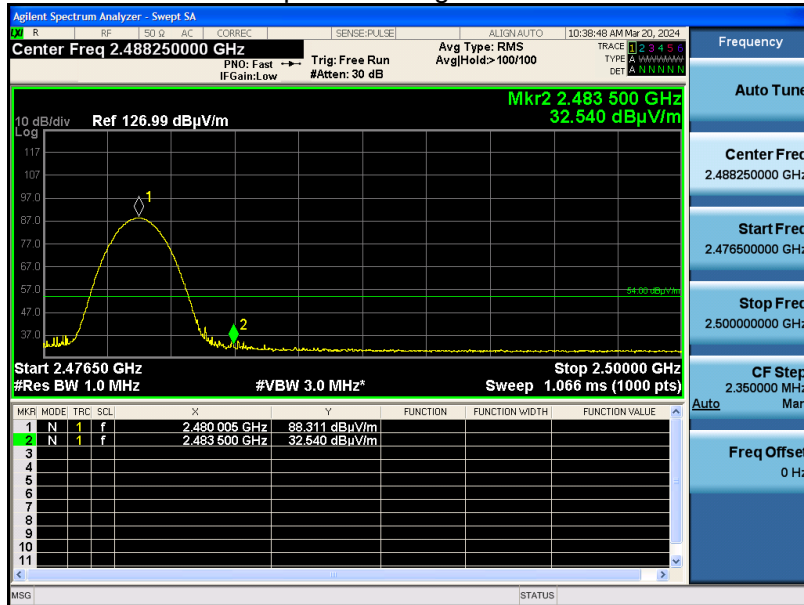 Agilent Spectrum Analyzer - Swept SA
LXI R RF 50 Ω AC CORREC SENSE:PULSE ALIGN AUTO 10:38:48 AM Mar 20, 2024
Center Freq 2.488250000 GHz
PNO: Fast
IFGain:Low
Trig: Free Run
#Atten: 30 dB
Avg Type: RMS
Avg|Hold:>100/100
TRACE 1 2 3 4 5 6
TYPE A WWWWW
DET A N N N N N
Mkr2 2.483 500 GHz
32.540 dBµV/m
10 dB/div Ref 126.99 dBµV/m
Log
117
107
97.0
87.0
77.0
67.0
57.0
47.0
37.0
1
2
54.00 dBµV/m
Start 2.47650 GHz Stop 2.50000 GHz
#Res BW 1.0 MHz #VBW 3.0 MHz* Sweep 1.066 ms (1000 pts)
MKR MODE TRC SCL X Y FUNCTION FUNCTION WIDTH FUNCTION VALUE
1 N 1 f 2.480 005 GHz 88.311 dBµV/m
2 N 1 f 2.483 500 GHz 32.540 dBµV/m
3
4
5
6
7
8
9
10
11
MSG STATUS
Frequency
Auto Tune
Center Freq
2.488250000 GHz
Start Freq
2.476500000 GHz
Stop Freq
2.500000000 GHz
CF Step
2.350000 MHz
Auto Man
Freq Offset
0 Hz